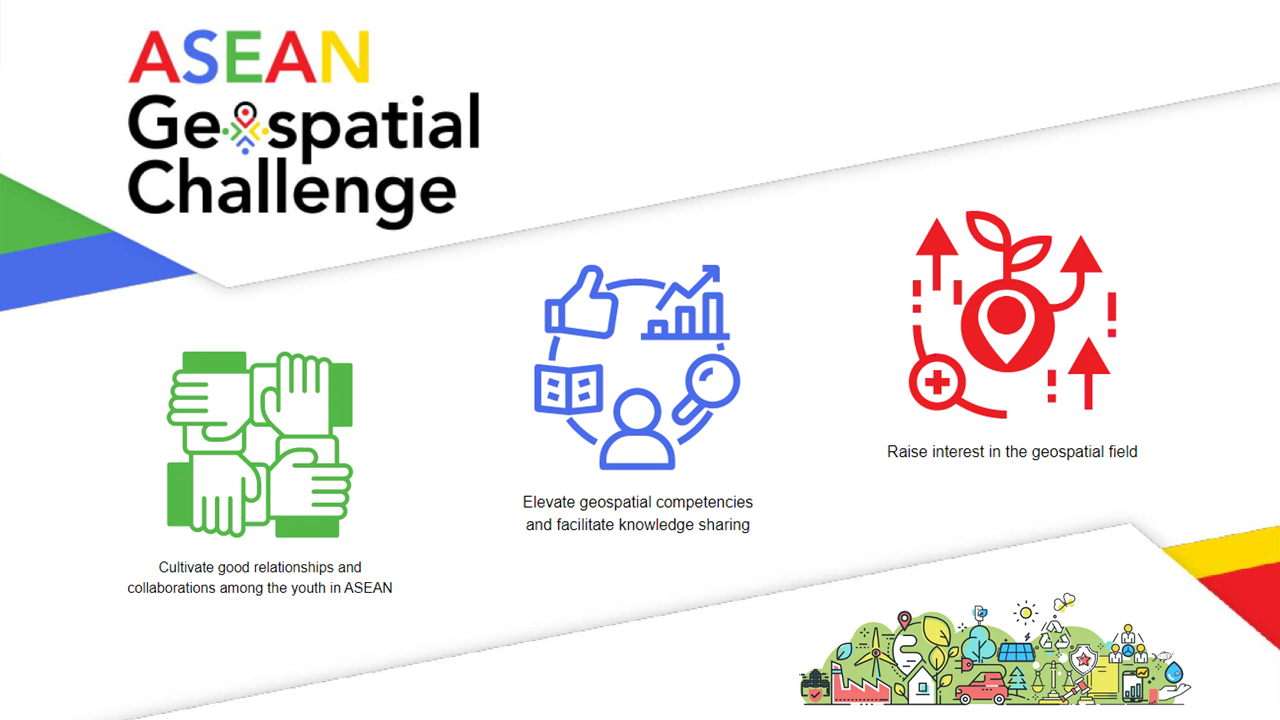 ASEAN
Geospatial
Challenge
Cultivate good relationships and
collaborations among the youth in ASEAN
Elevate geospatial competencies
and facilitate knowledge sharing
Raise interest in the geospatial field